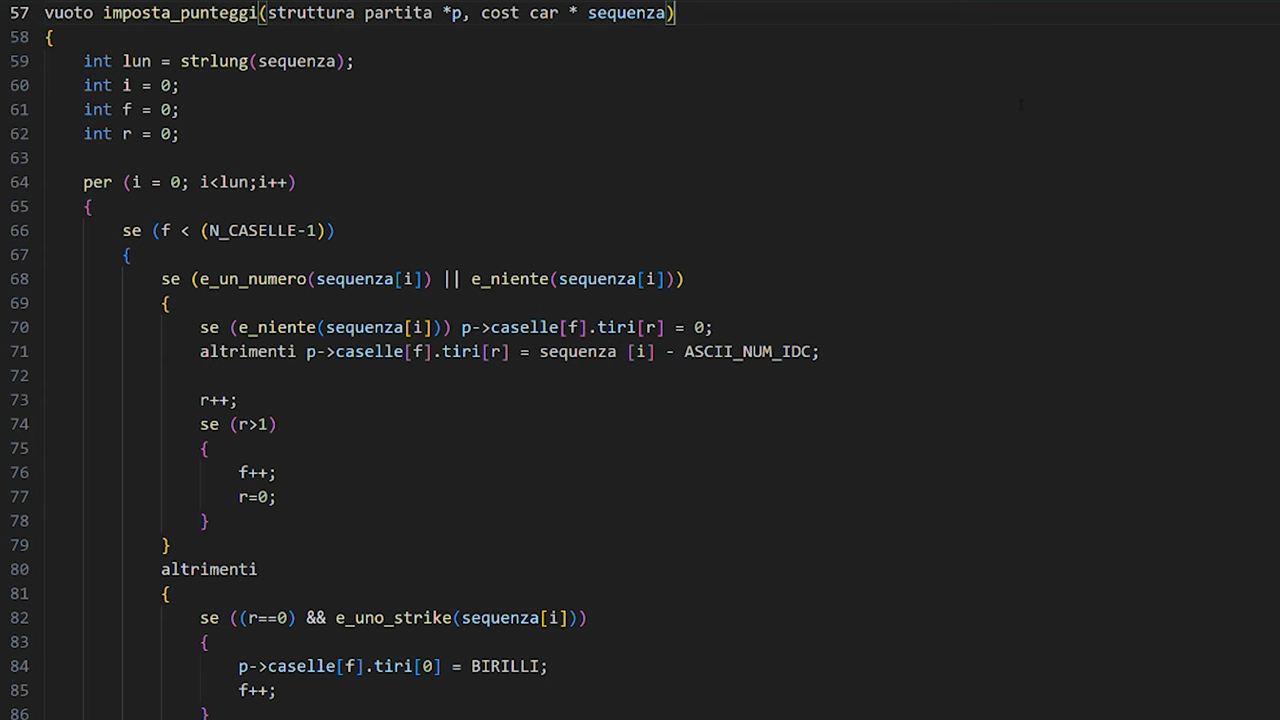 57 vuoto imposta_punteggi(struttura partita *p, cost car * sequenza)
58 {
59 int lun = strlung(sequenza);
60 int i = 0;
61 int f = 0;
62 int r = 0;
63
64 per (i = 0; i<lun;i++)
65 {
66 se (f < (N_CASELLE-1))
67 {
68 se (e_un_numero(sequenza[i]) || e_niente(sequenza[i]))
69 {
70 se (e_niente(sequenza[i])) p->caselle[f].tiri[r] = 0;
71 altrimenti p->caselle[f].tiri[r] = sequenza [i] - ASCII_NUM_IDC;
72
73 r++;
74 se (r>1)
75 {
76 f++;
77 r=0;
78 }
79 }
80 altrimenti
81 {
82 se ((r==0) && e_uno_strike(sequenza[i]))
83 {
84 p->caselle[f].tiri[0] = BIRILLI;
85 f++;
86 }